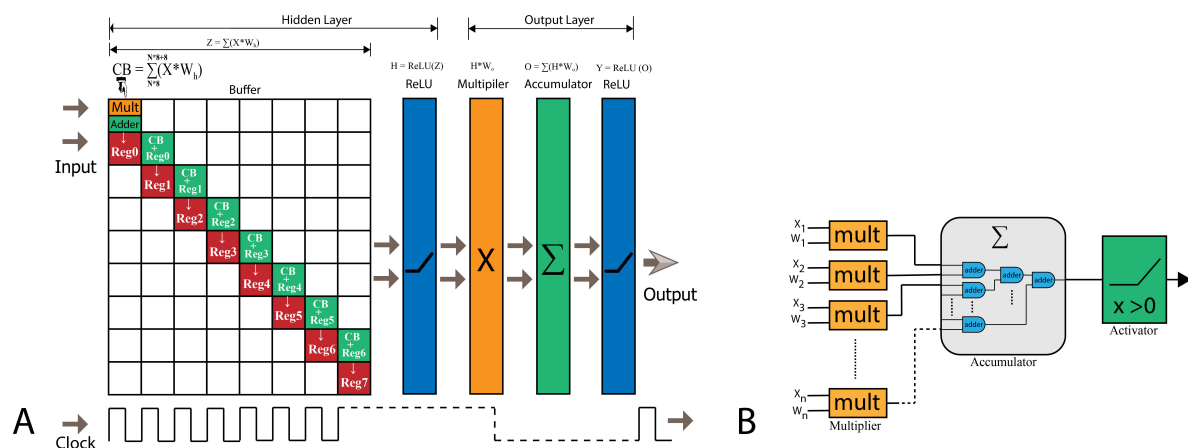 Hidden Layer
Output Layer
Z = ∑(X*Wₕ)
N*8+8
CB = ∑(X*Wₕ)
N*8
Buffer
H = ReLU(Z)
ReLU
H*Wₒ
Multipiler
O = ∑(H*Wₒ)
Accumulator
Y = ReLU (O)
ReLU
Mult
Adder
Input
↓ Reg0
CB + Reg0
↓ Reg1
CB + Reg1
↓ Reg2
CB + Reg2
↓ Reg3
CB + Reg3
↓ Reg4
CB + Reg4
↓ Reg5
CB + Reg5
↓ Reg6
CB + Reg6
↓ Reg7
X
∑
Output
A
Clock
X₁
W₁
mult
X₂
W₂
mult
X₃
W₃
mult
Xₙ
Wₙ
mult
Multiplier
∑
adder
adder
adder
adder
adder
Accumulator
x >0
Activator
B